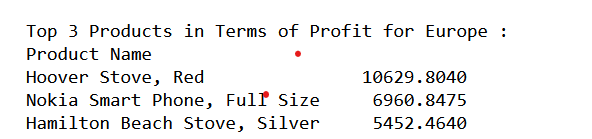 Top 3 Products in Terms of Profit for Europe :
Product Name
Hoover Stove, Red 10629.8040
Nokia Smart Phone, Full Size 6960.8475
Hamilton Beach Stove, Silver 5452.4640